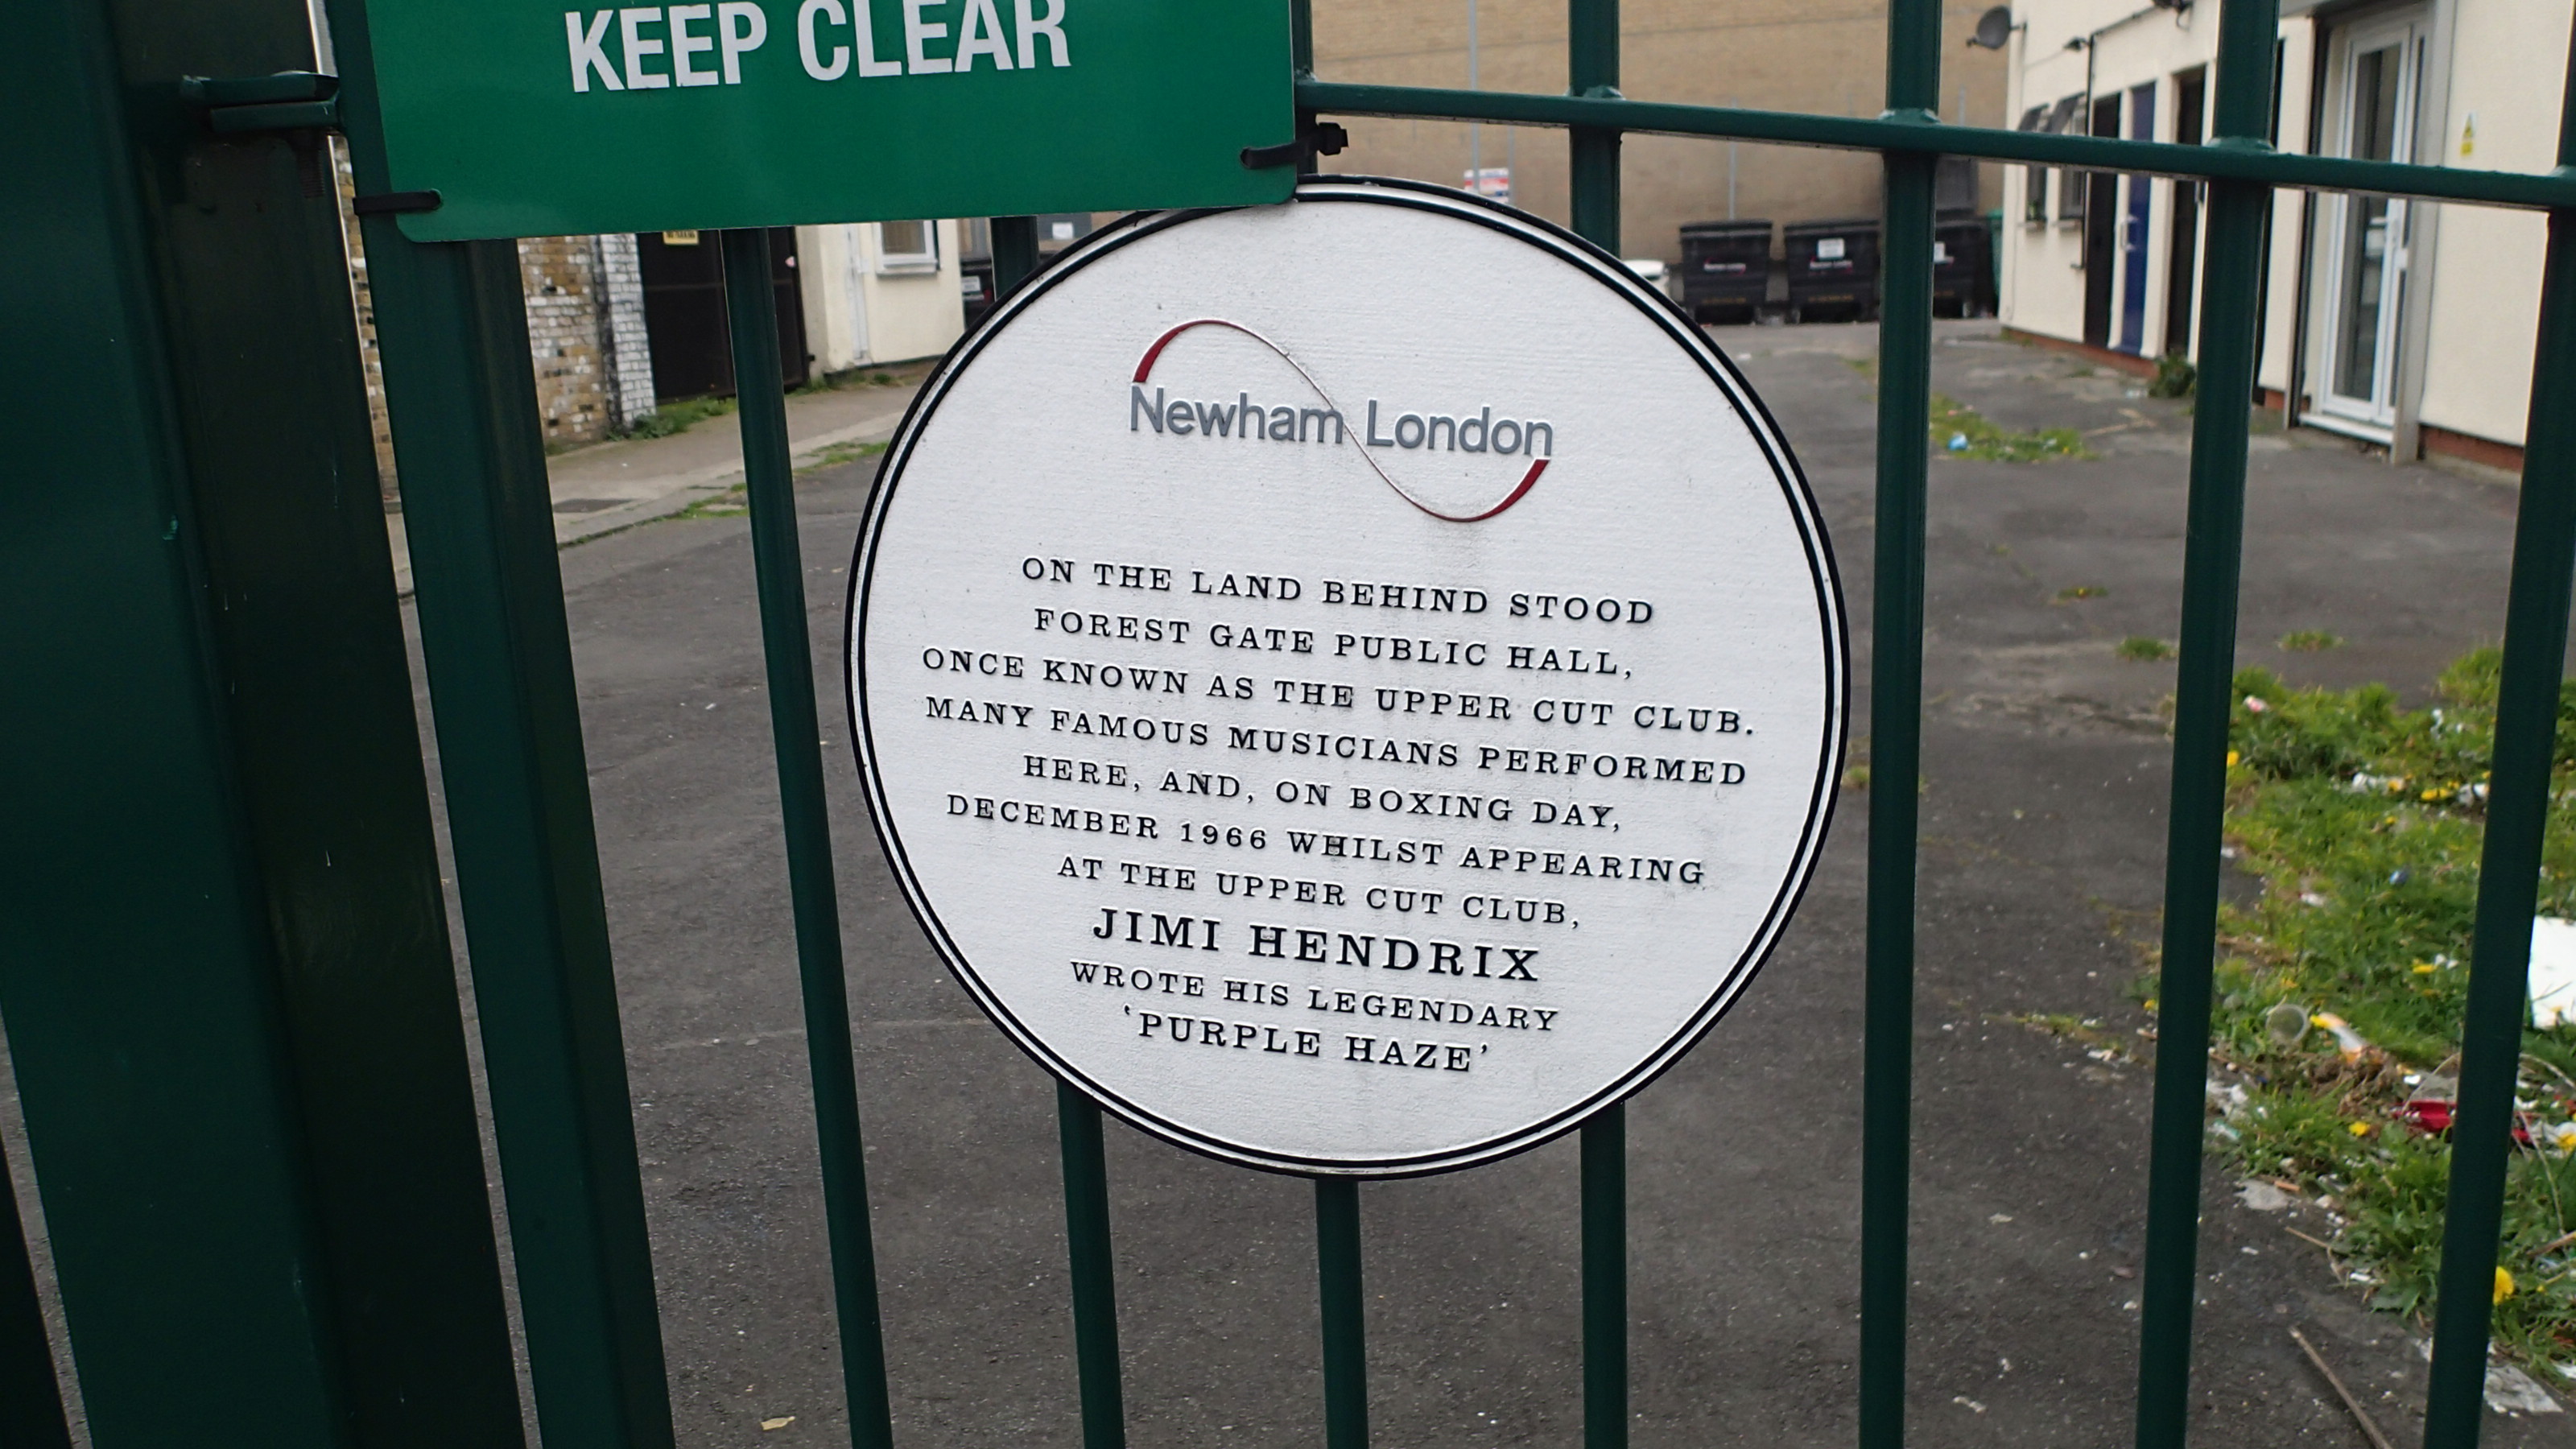 KEEP CLEAR
Newham London
ON THE LAND BEHIND STOOD
FOREST GATE PUBLIC HALL,
ONCE KNOWN AS THE UPPER CUT CLUB.
MANY FAMOUS MUSICIANS PERFORMED
HERE, AND, ON BOXING DAY,
DECEMBER 1966 WHILST APPEARING
AT THE UPPER CUT CLUB,
JIMI HENDRIX
WROTE HIS LEGENDARY
‘PURPLE HAZE’